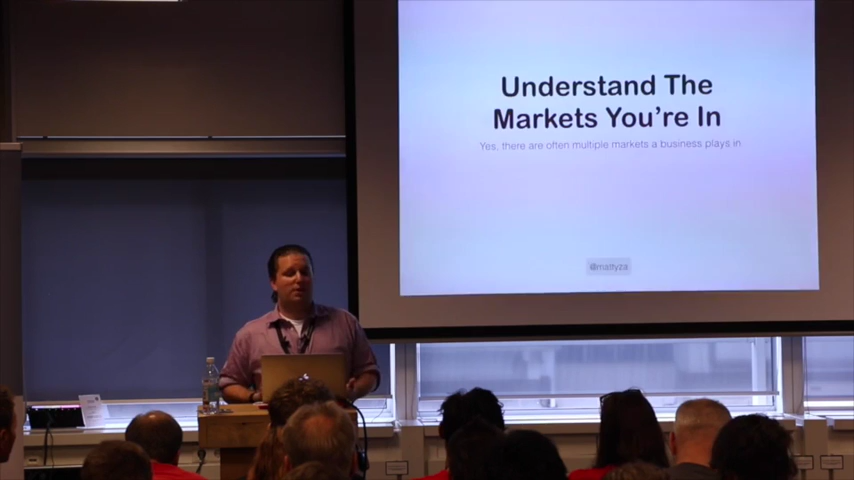 Understand The
Markets You're In
Yes, there are often multiple markets a business plays in
@mattyza